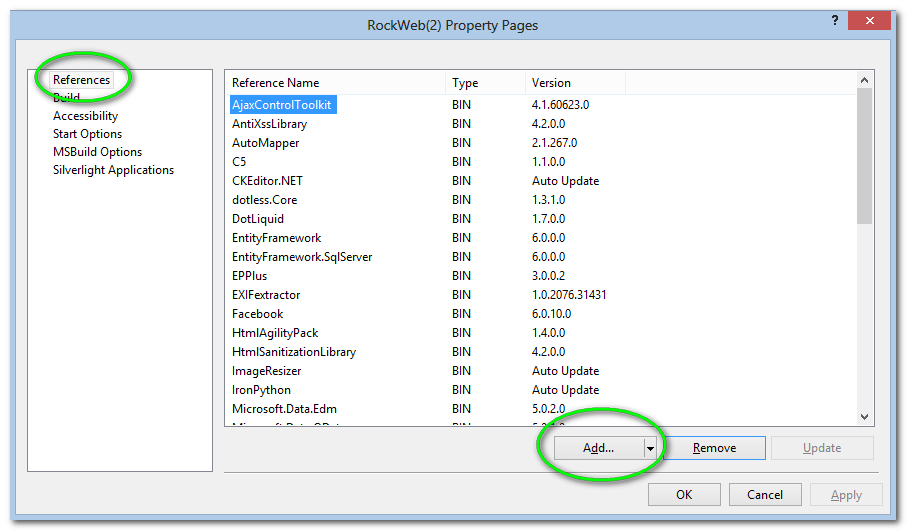 RockWeb(2) Property Pages
?
References
Build
Accessibility
Start Options
MSBuild Options
Silverlight Applications
Reference Name Type Version
AjaxControlToolkit BIN 4.1.60623.0
AntiXssLibrary BIN 4.2.0.0
AutoMapper BIN 2.1.267.0
C5 BIN 1.1.0.0
CKEditor.NET BIN Auto Update
dotless.Core BIN 1.3.1.0
DotLiquid BIN 1.7.0.0
EntityFramework BIN 6.0.0.0
EntityFramework.SqlServer BIN 6.0.0.0
EPPlus BIN 3.0.0.2
EXIFextractor BIN 1.0.2076.31431
Facebook BIN 6.0.10.0
HtmlAgilityPack BIN 1.4.0.0
HtmlSanitizationLibrary BIN 4.2.0.0
ImageResizer BIN Auto Update
IronPython BIN Auto Update
Microsoft.Data.Edm BIN 5.0.2.0
Add... Remove Update
OK Cancel Apply